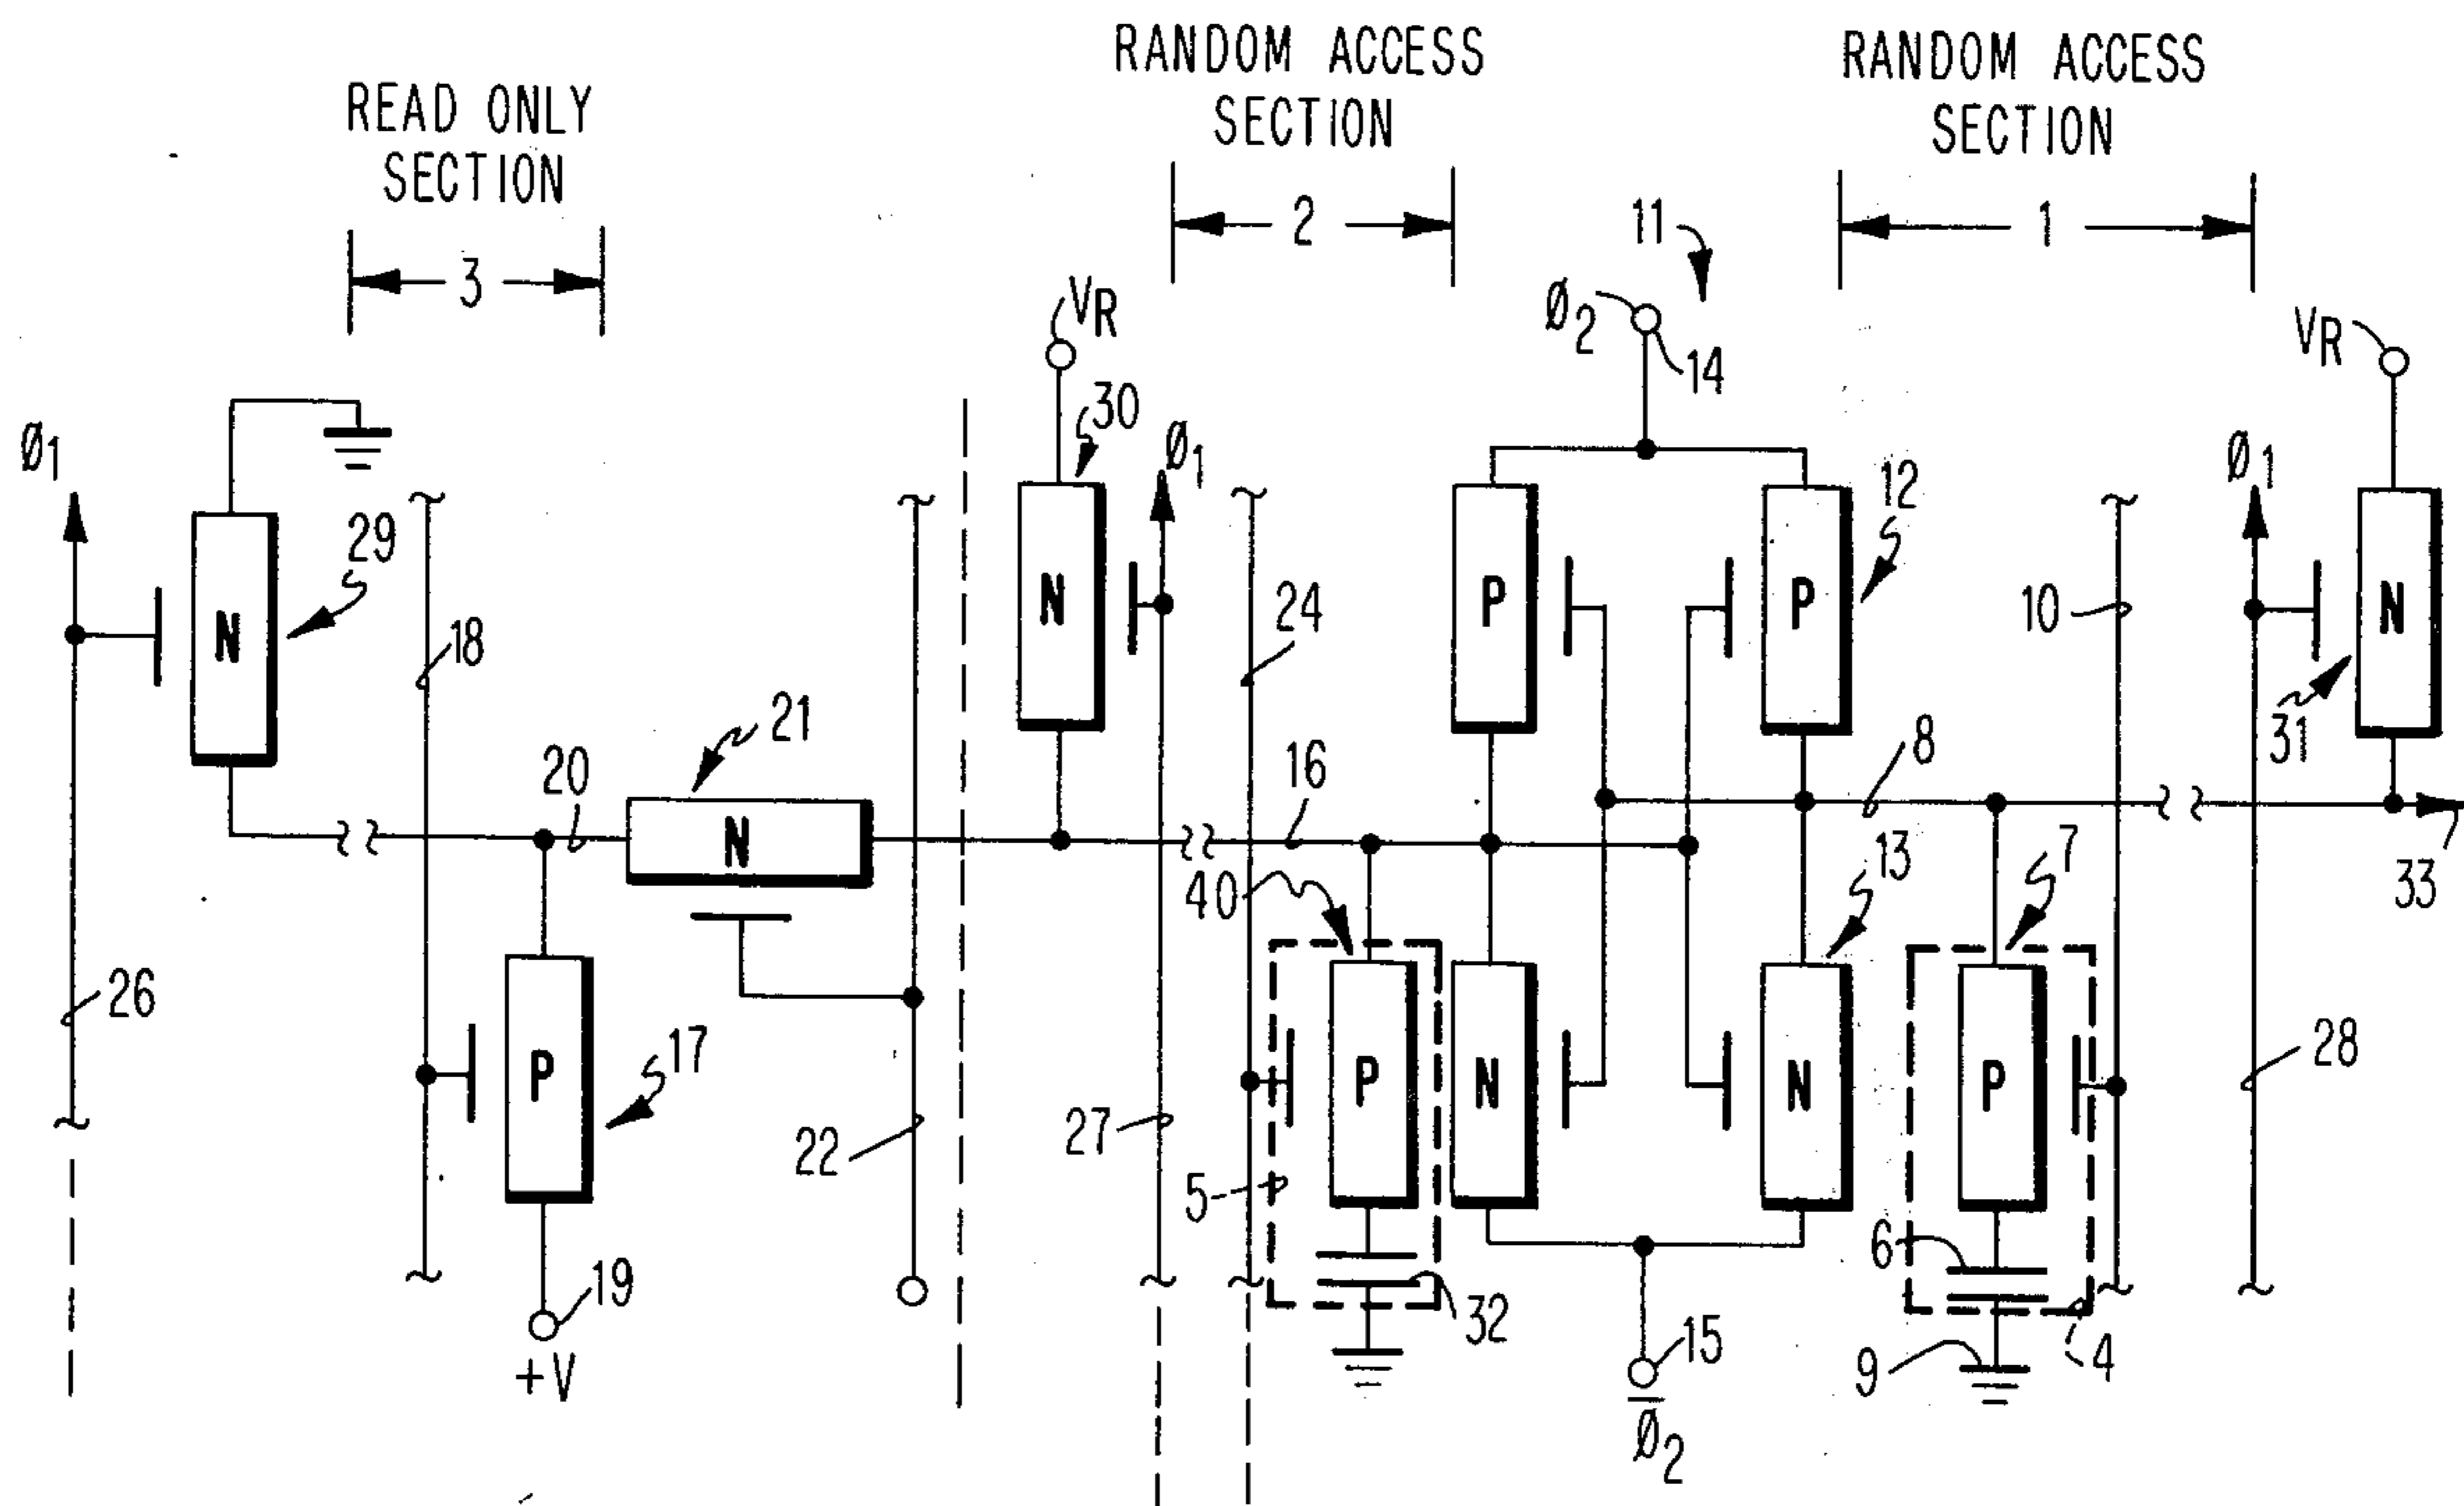 READ ONLY
SECTION
RANDOM ACCESS
SECTION
RANDOM ACCESS
SECTION
3
2
11
1
VR
Ø2
14
VR
Ø1
29
30
Ø1
12
Ø1
N
18
24
N
P
P
10
N
31
20
21
16
8
N
40
13
7
33
26
P
17
22
27
5
P
N
N
P
28
19
+V
32
6
15
9
4
Ø̅2